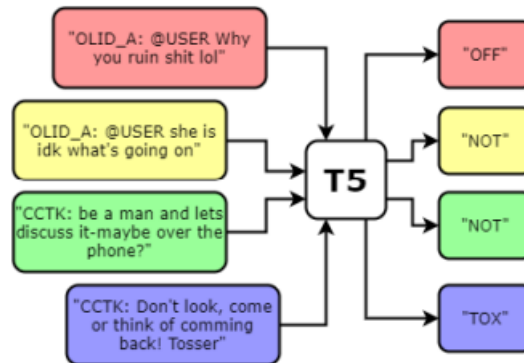 "OLID_A: @USER Why
you ruin shit lol"
"OFF"
"OLID_A: @USER she is
idk what's going on"
"NOT"
T5
"CCTK: be a man and lets
discuss it-maybe over the
phone?"
"NOT"
"CCTK: Don't look, come
or think of comming
back! Tosser"
"TOX"